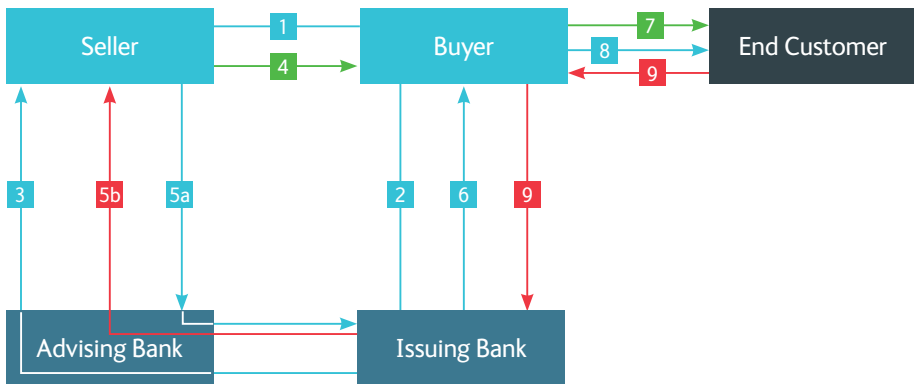 Seller
1
Buyer
7
End Customer
4
8
9
3
5b
5a
2
6
9
Advising Bank
Issuing Bank